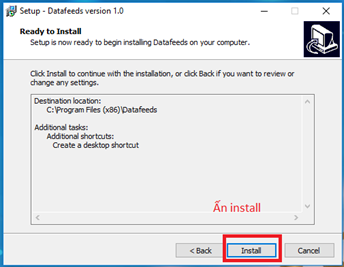 Setup - Datafeeds version 1.0
Ready to Install
Setup is now ready to begin installing Datafeeds on your computer.
Click Install to continue with the installation, or click Back if you want to review or
change any settings.
Destination location:
C:\Program Files (x86)\Datafeeds
Additional tasks:
Additional shortcuts:
Create a desktop shortcut
Ấn install
< Back
Install
Cancel